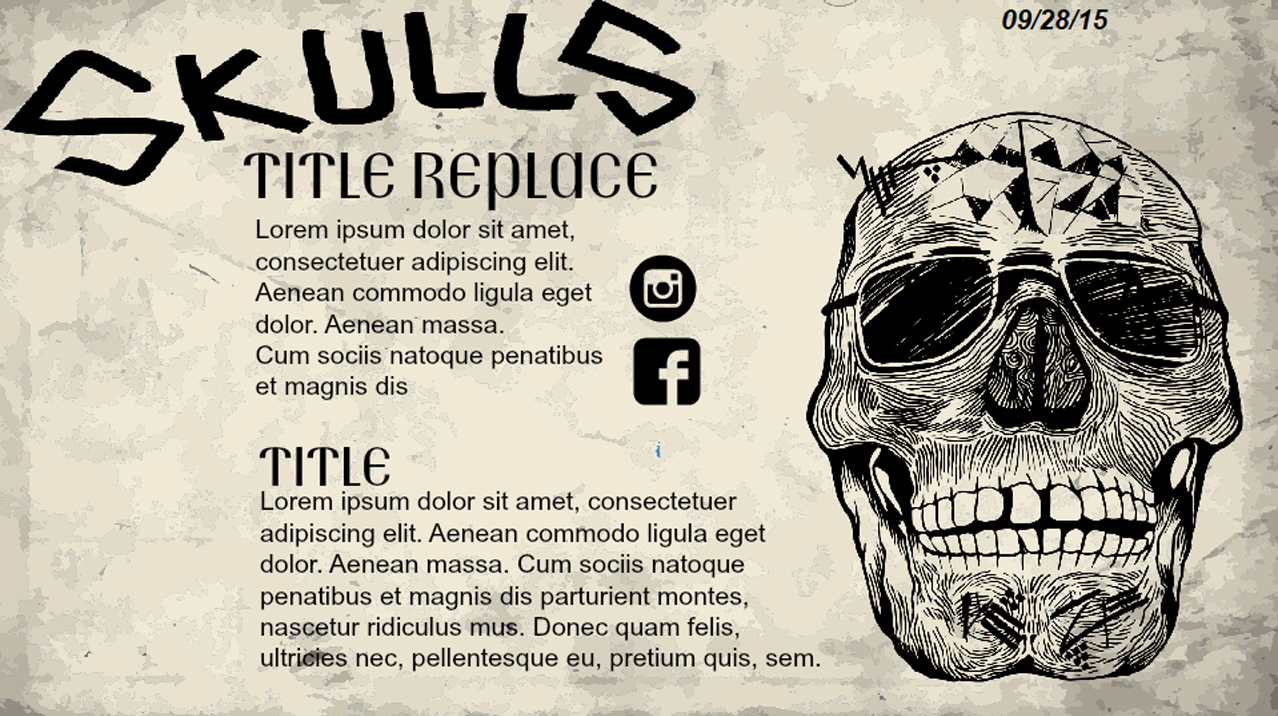 SKULLS
09/28/15
TITLE REPLACE
Lorem ipsum dolor sit amet,
consectetuer adipiscing elit.
Aenean commodo ligula eget
dolor. Aenean massa.
Cum sociis natoque penatibus
et magnis dis
TITLE
Lorem ipsum dolor sit amet, consectetuer
adipiscing elit. Aenean commodo ligula eget
dolor. Aenean massa. Cum sociis natoque
penatibus et magnis dis parturient montes,
nascetur ridiculus mus. Donec quam felis,
ultricies nec, pellentesque eu, pretium quis, sem.